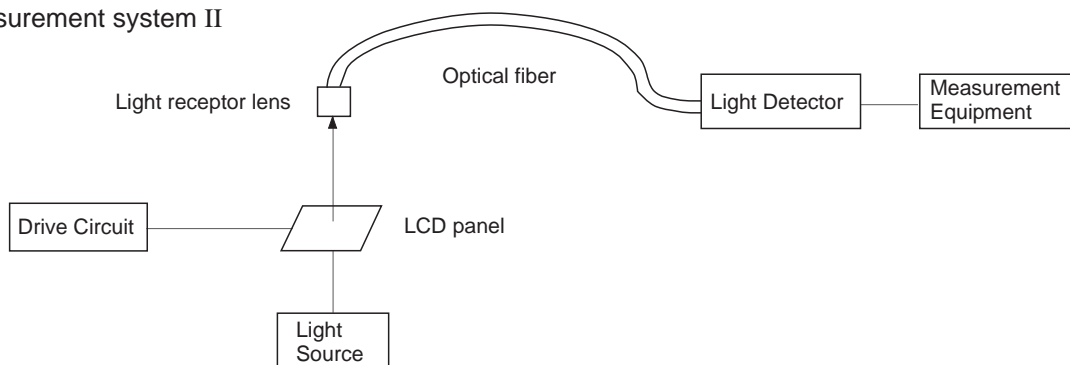 surement system II
Optical fiber
Light receptor lens
Light Detector
Measurement
Equipment
Drive Circuit
LCD panel
Light
Source